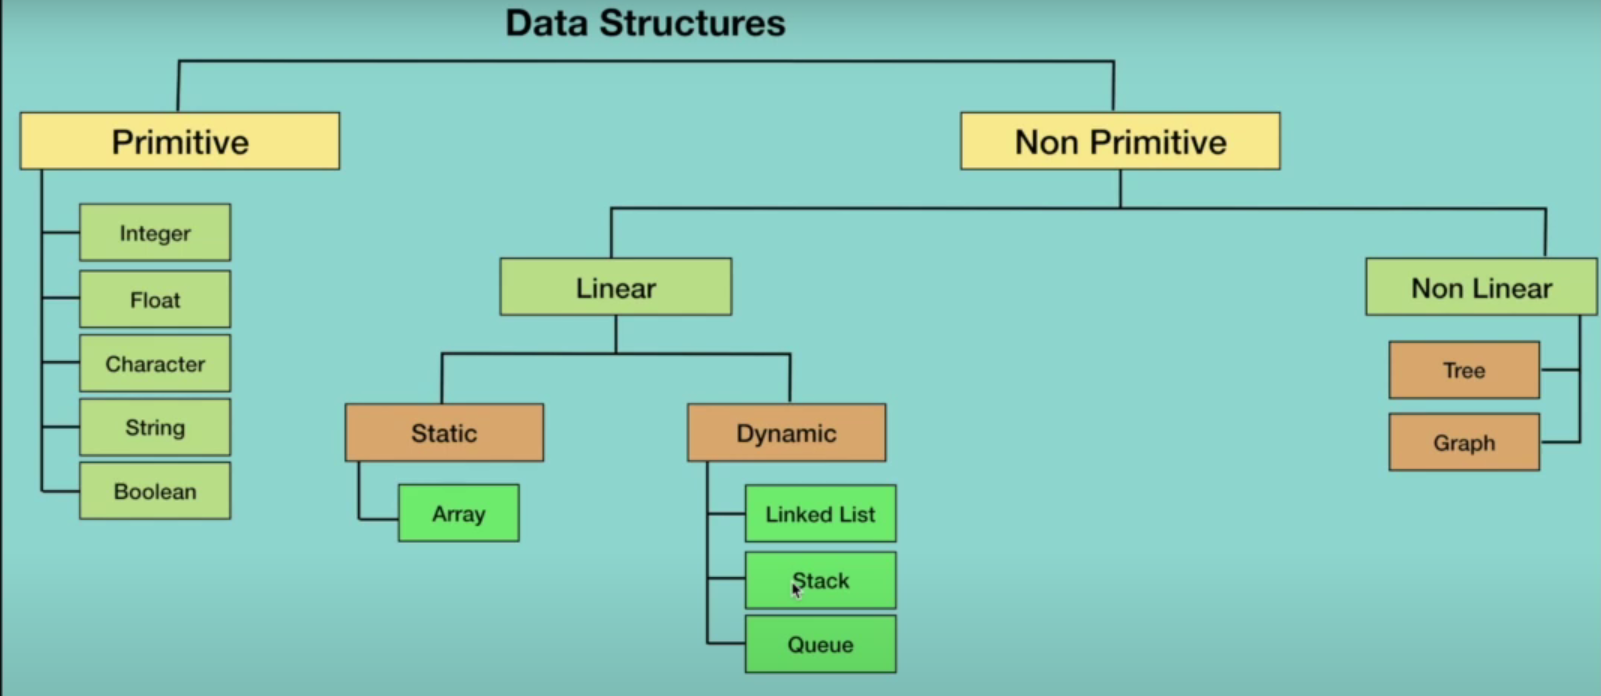 Data Structures
Primitive
Non Primitive
Integer
Float
Character
String
Boolean
Linear
Non Linear
Static
Dynamic
Array
Linked List
Stack
Queue
Tree
Graph